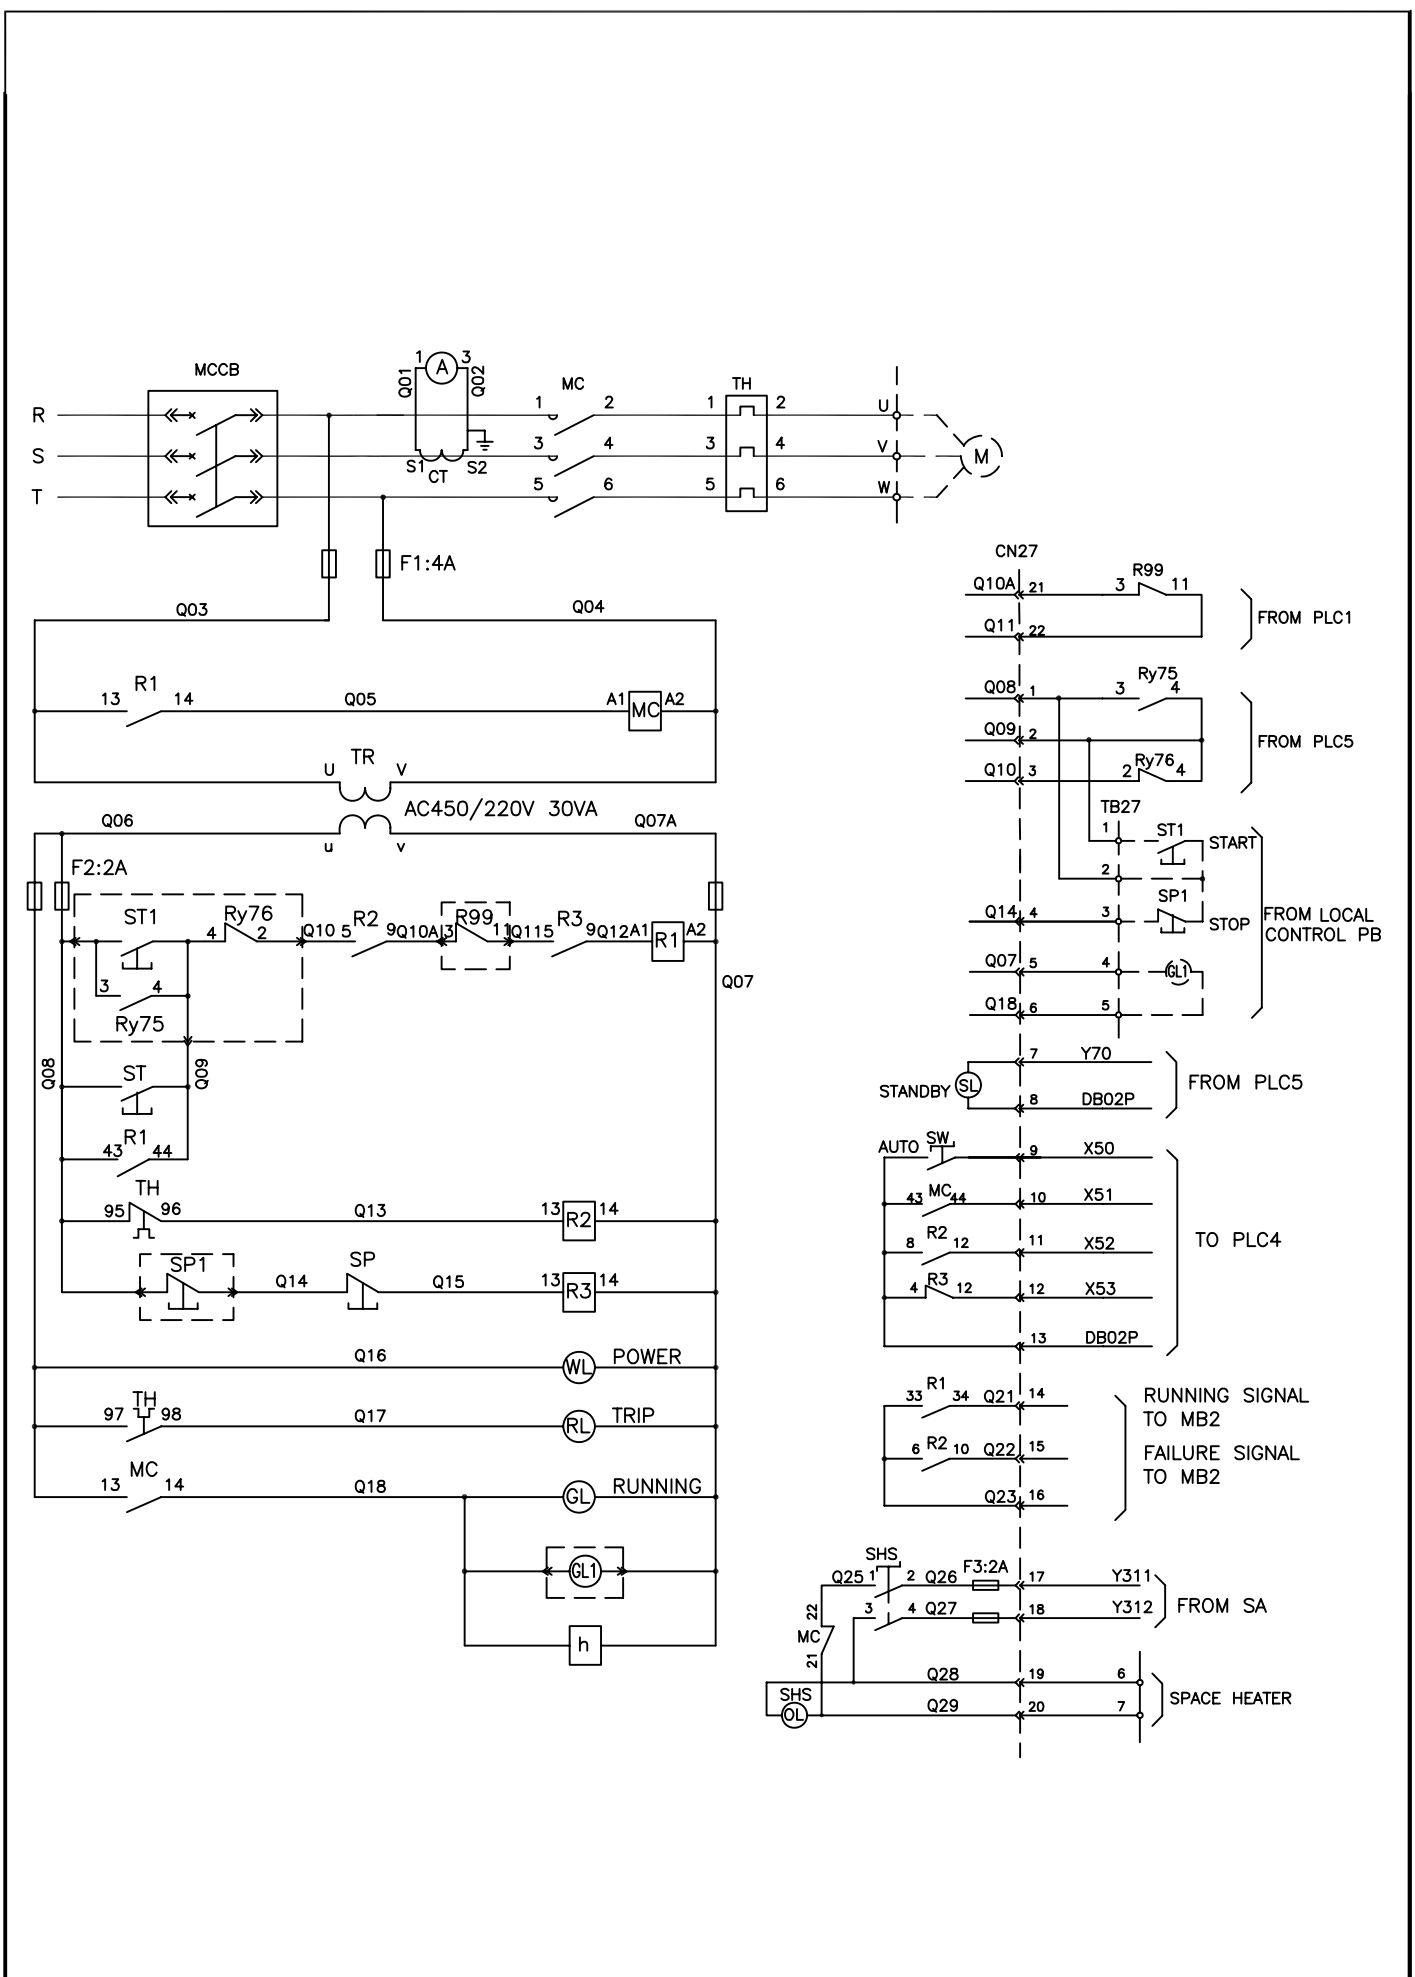 MCCB
R
S
T
1 A 3
Q01
Q02
S1 CT S2
MC
1 2
3 4
5 6
TH
1 2
3 4
5 6
U
V
W
M
F1:4A
Q03
Q04
13 R1 14 Q05 A1 MC A2
U TR V
AC450/220V 30VA
Q06 u v Q07A
F2:2A
ST1 Ry76 R2 R99 R3
4 2 Q10 5 9 Q10A 3 11 Q115 9 Q12 A1 R1 A2
3 4
Ry75
Q07
Q08
ST
Q09
R1
43 44
TH
95 96 Q13 13 R2 14
SP1 Q14 SP Q15 13 R3 14
Q16 WL POWER
TH
97 98 Q17 RL TRIP
MC
13 14 Q18 GL RUNNING
GL1
h
CN27
Q10A 21 3 R99 11
Q11 22
FROM PLC1
Q08 1 3 Ry75 4
Q09 2
Q10 3 2 Ry76 4
FROM PLC5
TB27
1 ST1 START
2
SP1
Q14 4 3 STOP
FROM LOCAL
CONTROL PB
Q07 5 4 GL1
Q18 6 5
7 Y70
STANDBY SL
8 DB02P
FROM PLC5
AUTO SW 9 X50
43 MC 44 10 X51
8 R2 12 11 X52
4 R3 12 12 X53
13 DB02P
TO PLC4
33 R1 34 Q21 14
6 R2 10 Q22 15
Q23 16
RUNNING SIGNAL
TO MB2
FAILURE SIGNAL
TO MB2
SHS
Q25 1 2 Q26 F3:2A 17 Y311
3 4 Q27 18 Y312
FROM SA
22
MC
21
Q28 19 6
SHS
OL Q29 20 7
SPACE HEATER